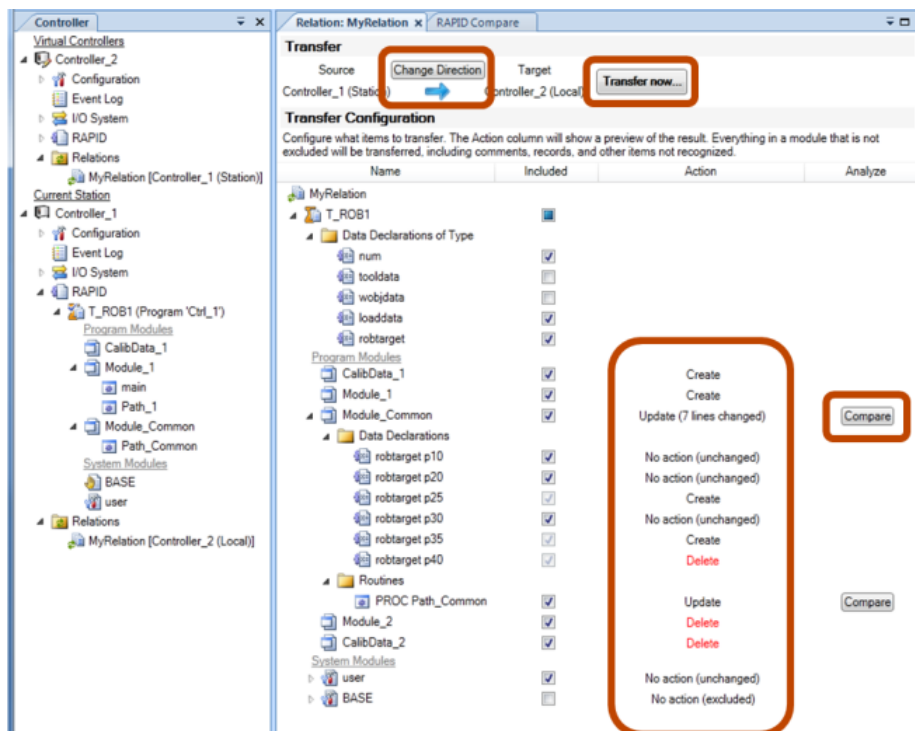 Controller
Virtual Controllers
Controller_2
Configuration
Event Log
I/O System
RAPID
Relations
MyRelation [Controller_1 (Station)]
Current Station
Controller_1
Configuration
Event Log
I/O System
RAPID
T_ROB1 (Program 'Ctrl_1')
Program Modules
CalibData_1
Module_1
main
Path_1
Module_Common
Path_Common
System Modules
BASE
user
Relations
MyRelation [Controller_2 (Local)]
Relation: MyRelation x RAPID Compare
Transfer
Source Change Direction Target
Controller_1 (Station) Controller_2 (Local) Transfer now...
Transfer Configuration
Configure what items to transfer. The Action column will show a preview of the result. Everything in a module that is not
excluded will be transferred, including comments, records, and other items not recognized.
Name Included Action Analyze
MyRelation
T_ROB1
Data Declarations of Type
num
tooldata
wobjdata
loaddata
robtarget
Program Modules
CalibData_1 Create
Module_1 Create
Module_Common Update (7 lines changed) Compare
Data Declarations
robtarget p10 No action (unchanged)
robtarget p20 No action (unchanged)
robtarget p25 Create
robtarget p30 No action (unchanged)
robtarget p35 Create
robtarget p40 Delete
Routines
PROC Path_Common Update Compare
Module_2 Delete
CalibData_2 Delete
System Modules
user No action (unchanged)
BASE No action (excluded)